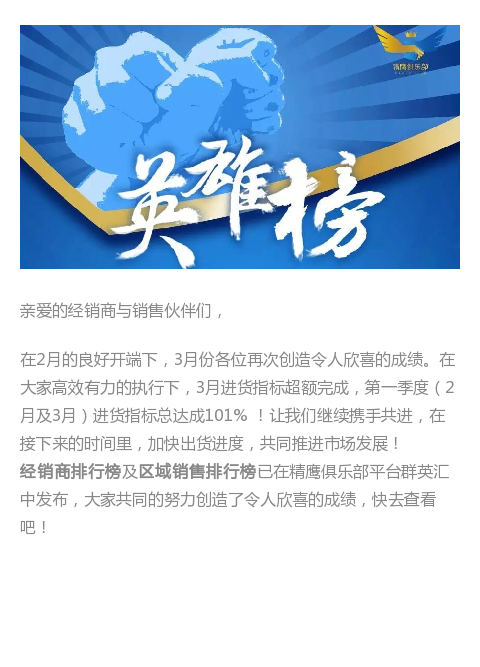 精鹰俱乐部
英雄榜
亲爱的经销商与销售伙伴们，
在2月的良好开端下，3月份各位再次创造令人欣喜的成绩。在
大家高效有力的执行下，3月进货指标超额完成，第一季度（2
月及3月）进货指标总达成101% ！让我们继续携手共进，在
接下来的时间里，加快出货进度，共同推进市场发展！
经销商排行榜及区域销售排行榜已在精鹰俱乐部平台群英汇
中发布，大家共同的努力创造了令人欣喜的成绩，快去查看
吧！